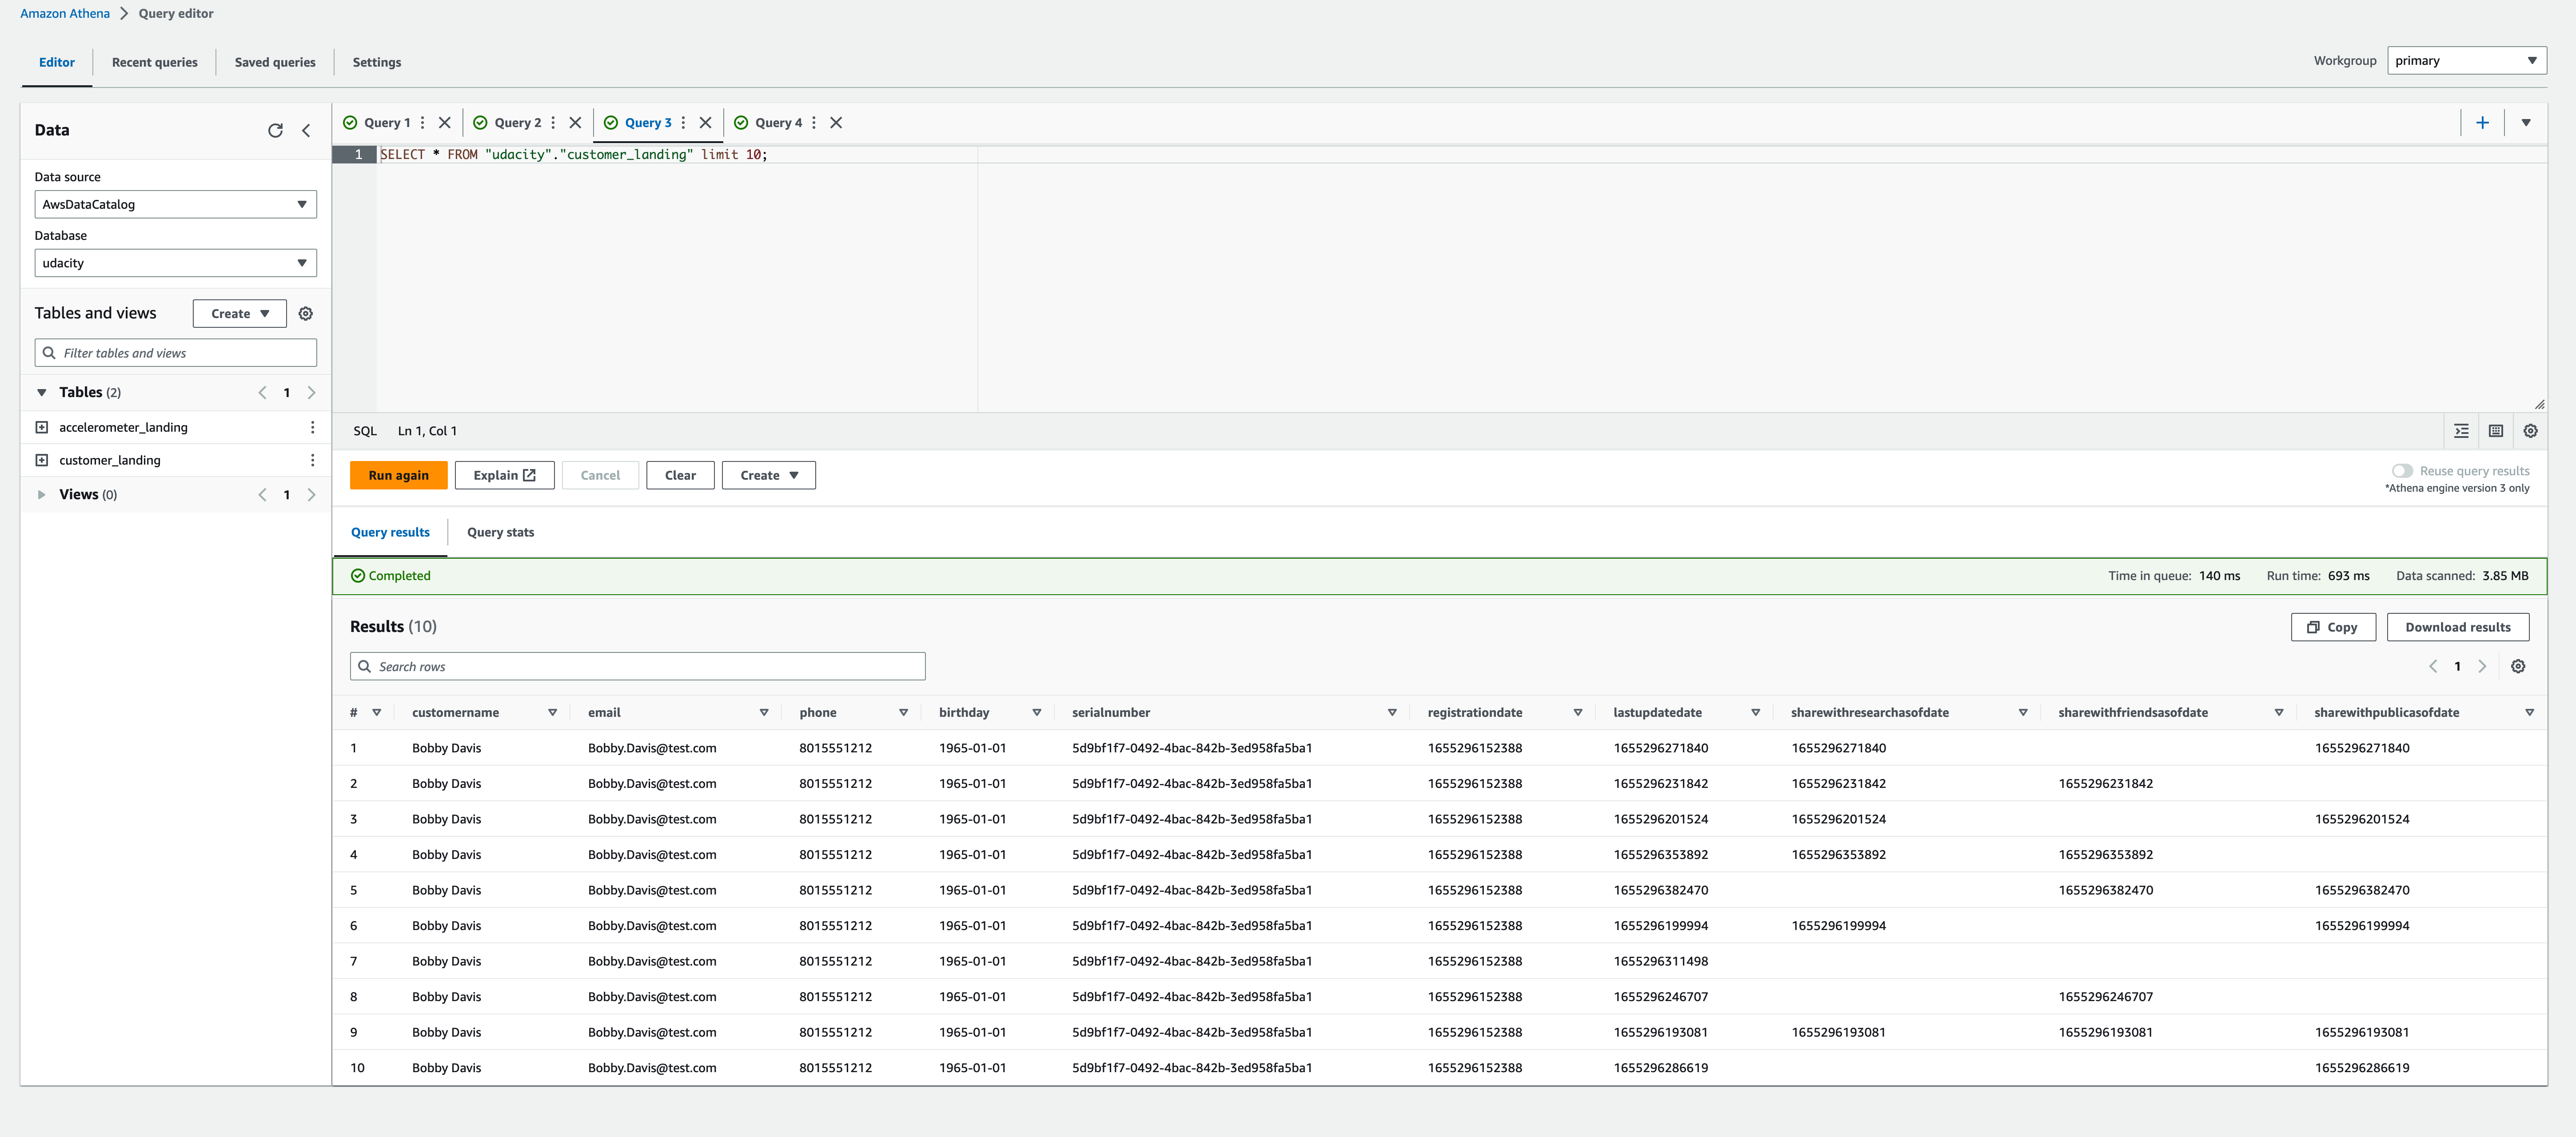 Amazon Athena > Query editor
Editor Recent queries Saved queries Settings
Workgroup primary
Data
Data source
AwsDataCatalog
Database
udacity
Tables and views Create
Filter tables and views
Tables (2) 1
accelerometer_landing
customer_landing
Views (0) 1
Query 1 Query 2 Query 3 Query 4
1 SELECT * FROM "udacity"."customer_landing" limit 10;
SQL Ln 1, Col 1
Run again Explain Cancel Clear Create
Reuse query results
*Athena engine version 3 only
Query results Query stats
Completed Time in queue: 140 ms Run time: 693 ms Data scanned: 3.85 MB
Results (10) Copy Download results
Search rows 1
# customername email phone birthday serialnumber registrationdate lastupdatedate sharewithresearchasofdate sharewithfriendsasofdate sharewithpublicasofdate
1 Bobby Davis Bobby.Davis@test.com 8015551212 1965-01-01 5d9bf1f7-0492-4bac-842b-3ed958fa5ba1 1655296152388 1655296271840 1655296271840 1655296271840
2 Bobby Davis Bobby.Davis@test.com 8015551212 1965-01-01 5d9bf1f7-0492-4bac-842b-3ed958fa5ba1 1655296152388 1655296231842 1655296231842 1655296231842
3 Bobby Davis Bobby.Davis@test.com 8015551212 1965-01-01 5d9bf1f7-0492-4bac-842b-3ed958fa5ba1 1655296152388 1655296201524 1655296201524 1655296201524
4 Bobby Davis Bobby.Davis@test.com 8015551212 1965-01-01 5d9bf1f7-0492-4bac-842b-3ed958fa5ba1 1655296152388 1655296353892 1655296353892 1655296353892
5 Bobby Davis Bobby.Davis@test.com 8015551212 1965-01-01 5d9bf1f7-0492-4bac-842b-3ed958fa5ba1 1655296152388 1655296382470 1655296382470 1655296382470
6 Bobby Davis Bobby.Davis@test.com 8015551212 1965-01-01 5d9bf1f7-0492-4bac-842b-3ed958fa5ba1 1655296152388 1655296199994 1655296199994 1655296199994
7 Bobby Davis Bobby.Davis@test.com 8015551212 1965-01-01 5d9bf1f7-0492-4bac-842b-3ed958fa5ba1 1655296152388 1655296311498
8 Bobby Davis Bobby.Davis@test.com 8015551212 1965-01-01 5d9bf1f7-0492-4bac-842b-3ed958fa5ba1 1655296152388 1655296246707 1655296246707
9 Bobby Davis Bobby.Davis@test.com 8015551212 1965-01-01 5d9bf1f7-0492-4bac-842b-3ed958fa5ba1 1655296152388 1655296193081 1655296193081 1655296193081 1655296193081
10 Bobby Davis Bobby.Davis@test.com 8015551212 1965-01-01 5d9bf1f7-0492-4bac-842b-3ed958fa5ba1 1655296152388 1655296286619 1655296286619